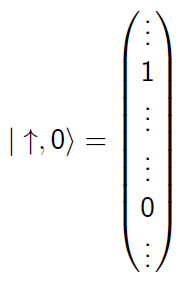 | ↑, 0⟩ = ( ⋮ 1 ⋮ ⋮ 0 ⋮ )